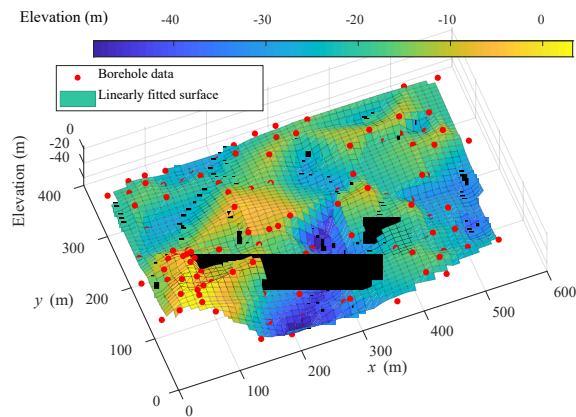 Elevation (m)
-40 -30 -20 -10 0
Borehole data
Linearly fitted surface
Elevation (m)
0
-20
-40
400
300
200
100
0
y (m)
0
100
200
300
400
500
600
x (m)